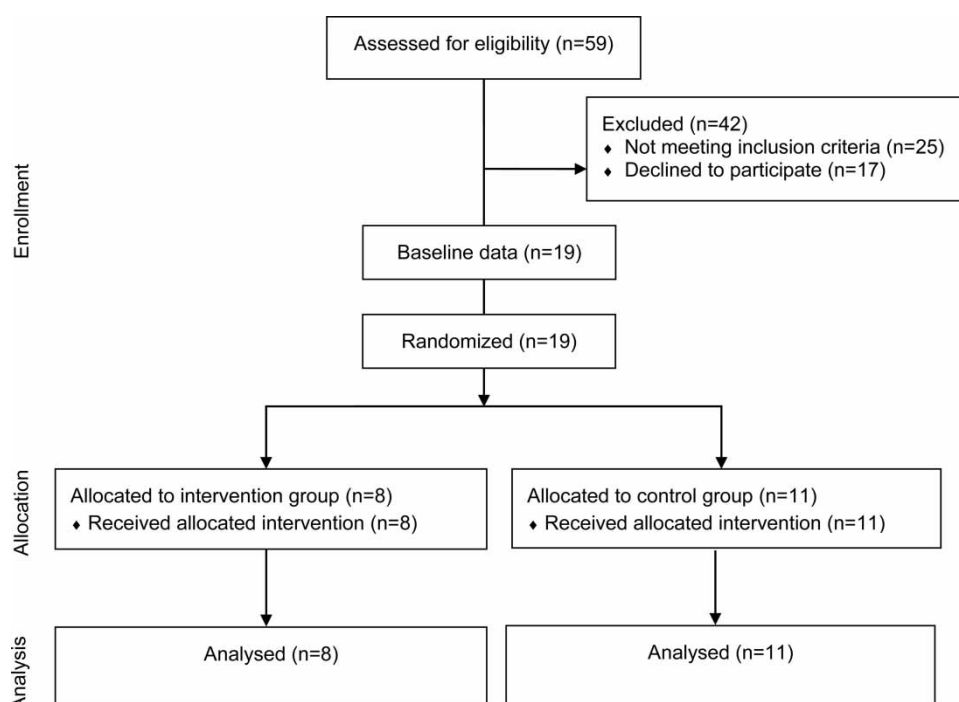 Assessed for eligibility (n=59)
Excluded (n=42)
♦ Not meeting inclusion criteria (n=25)
♦ Declined to participate (n=17)
Enrollment
Baseline data (n=19)
Randomized (n=19)
Allocation
Allocated to intervention group (n=8)
♦ Received allocated intervention (n=8)
Allocated to control group (n=11)
♦ Received allocated intervention (n=11)
Analysis
Analysed (n=8)
Analysed (n=11)